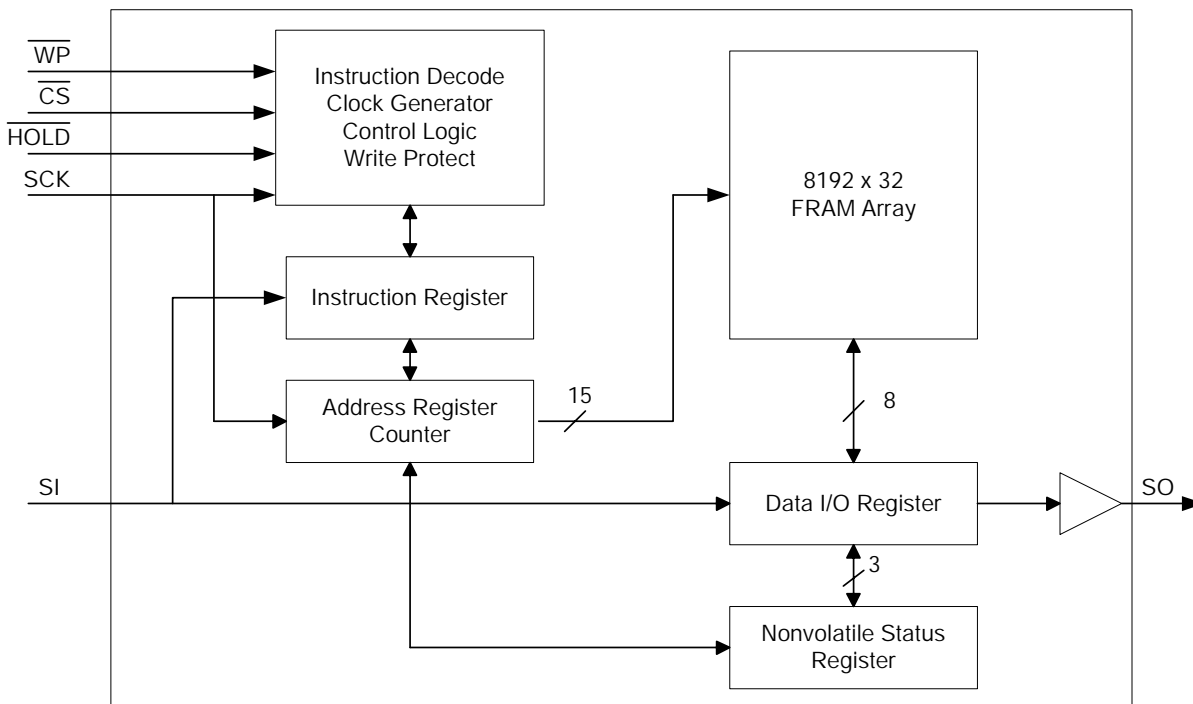 WP
CS
HOLD
SCK
Instruction Decode
Clock Generator
Control Logic
Write Protect
8192 x 32
FRAM Array
Instruction Register
Address Register
Counter
15
8
SI
Data I/O Register
SO
3
Nonvolatile Status
Register